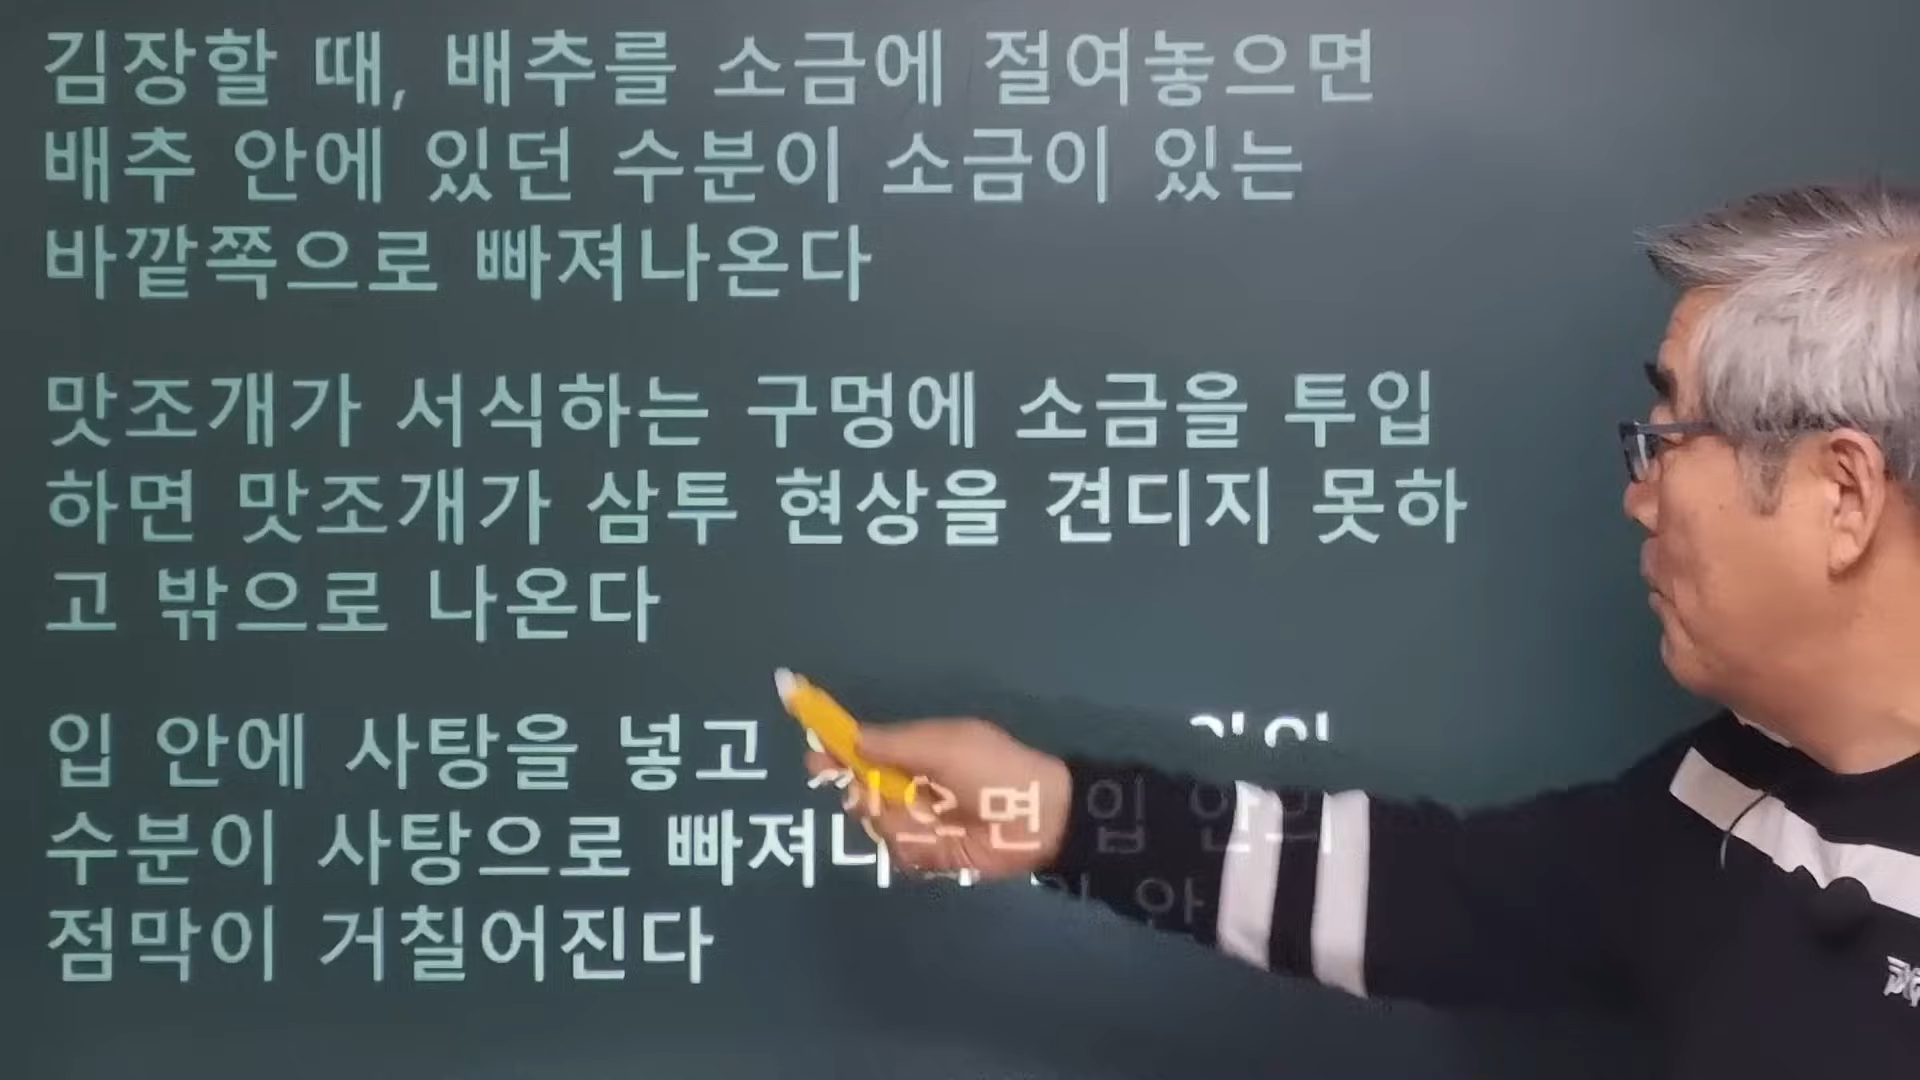 김장할 때, 배추를 소금에 절여놓으면
배추 안에 있던 수분이 소금이 있는
바깥쪽으로 빠져나온다
맛조개가 서식하는 구멍에 소금을 투입
하면 맛조개가 삼투 현상을 견디지 못하
고 밖으로 나온다
입 안에 사탕을 넣고
수분이 사탕으로
점막이 거칠어진다